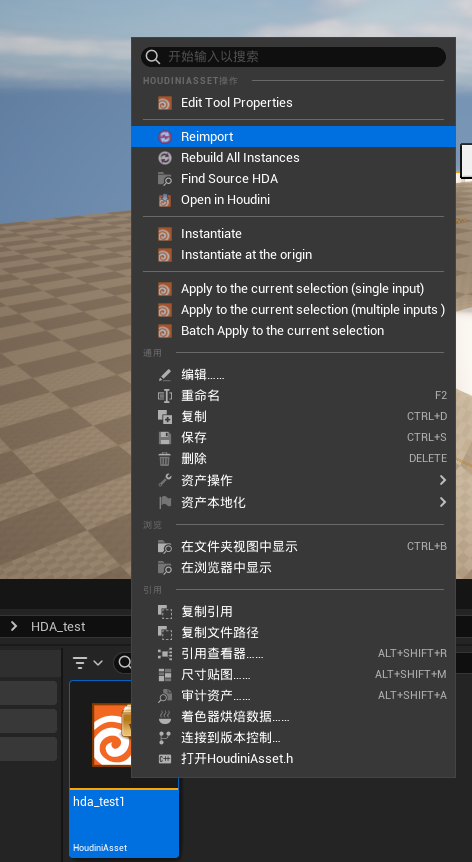 开始输入以搜索
HOUDINIASSET操作
Edit Tool Properties
Reimport
Rebuild All Instances
Find Source HDA
Open in Houdini
Instantiate
Instantiate at the origin
Apply to the current selection (single input)
Apply to the current selection (multiple inputs )
Batch Apply to the current selection
通用
编辑……
重命名 F2
复制 CTRL+D
保存 CTRL+S
删除 DELETE
资产操作
资产本地化
浏览
在文件夹视图中显示 CTRL+B
在浏览器中显示
引用
复制引用
复制文件路径
引用查看器…… ALT+SHIFT+R
尺寸贴图…… ALT+SHIFT+M
审计资产…… ALT+SHIFT+A
着色器烘焙数据……
连接到版本控制…
打开HoudiniAsset.h
HDA_test
hda_test1
HoudiniAsset